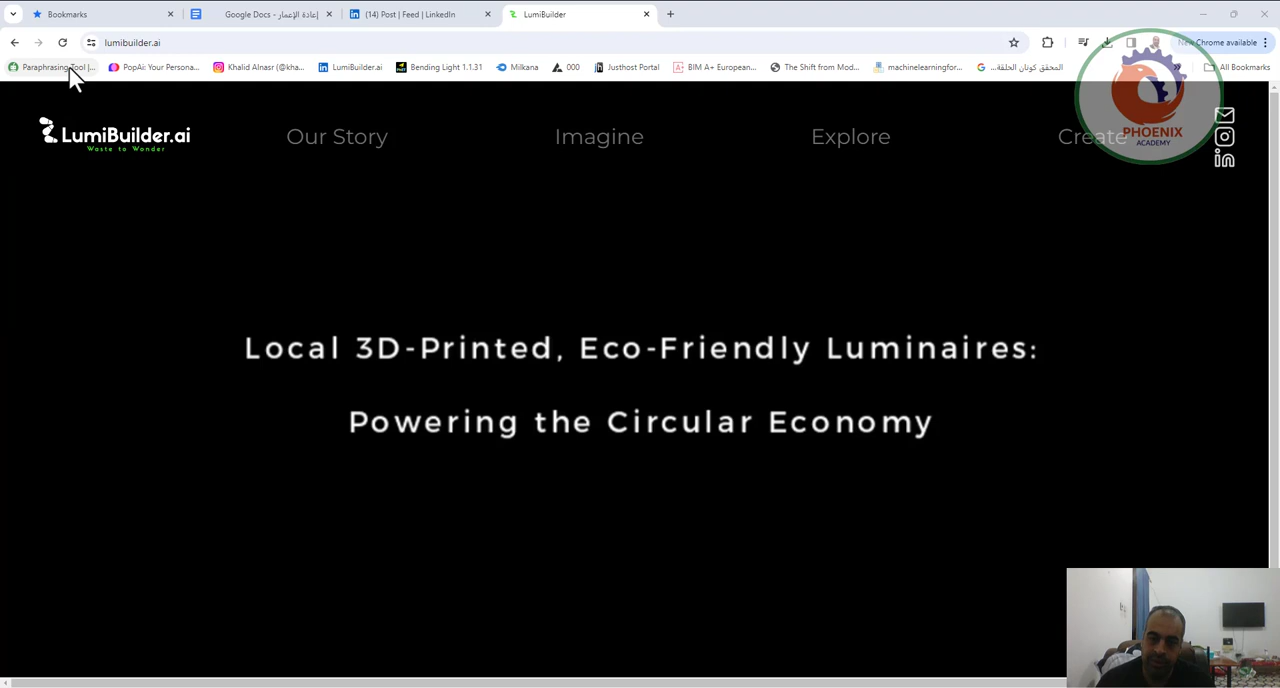 Bookmarks
Google Docs - إعادة الإعمار
(14) Post | Feed | LinkedIn
LumiBuilder
lumibuilder.ai
New Chrome available
Paraphrasing Tool |...
PopAi: Your Persona...
Khalid Alnasr (@kha...
LumiBuilder.ai
Bending Light 1.1.31
Milkana
000
Justhost Portal
BIM A+ European...
The Shift from Mod...
machinelearningfor...
المحقق كونان الحلقة...
All Bookmarks
LumiBuilder.ai
Waste to Wonder
Our Story
Imagine
Explore
Create
PHOENIX
ACADEMY
Local 3D-Printed, Eco-Friendly Luminaires:
Powering the Circular Economy